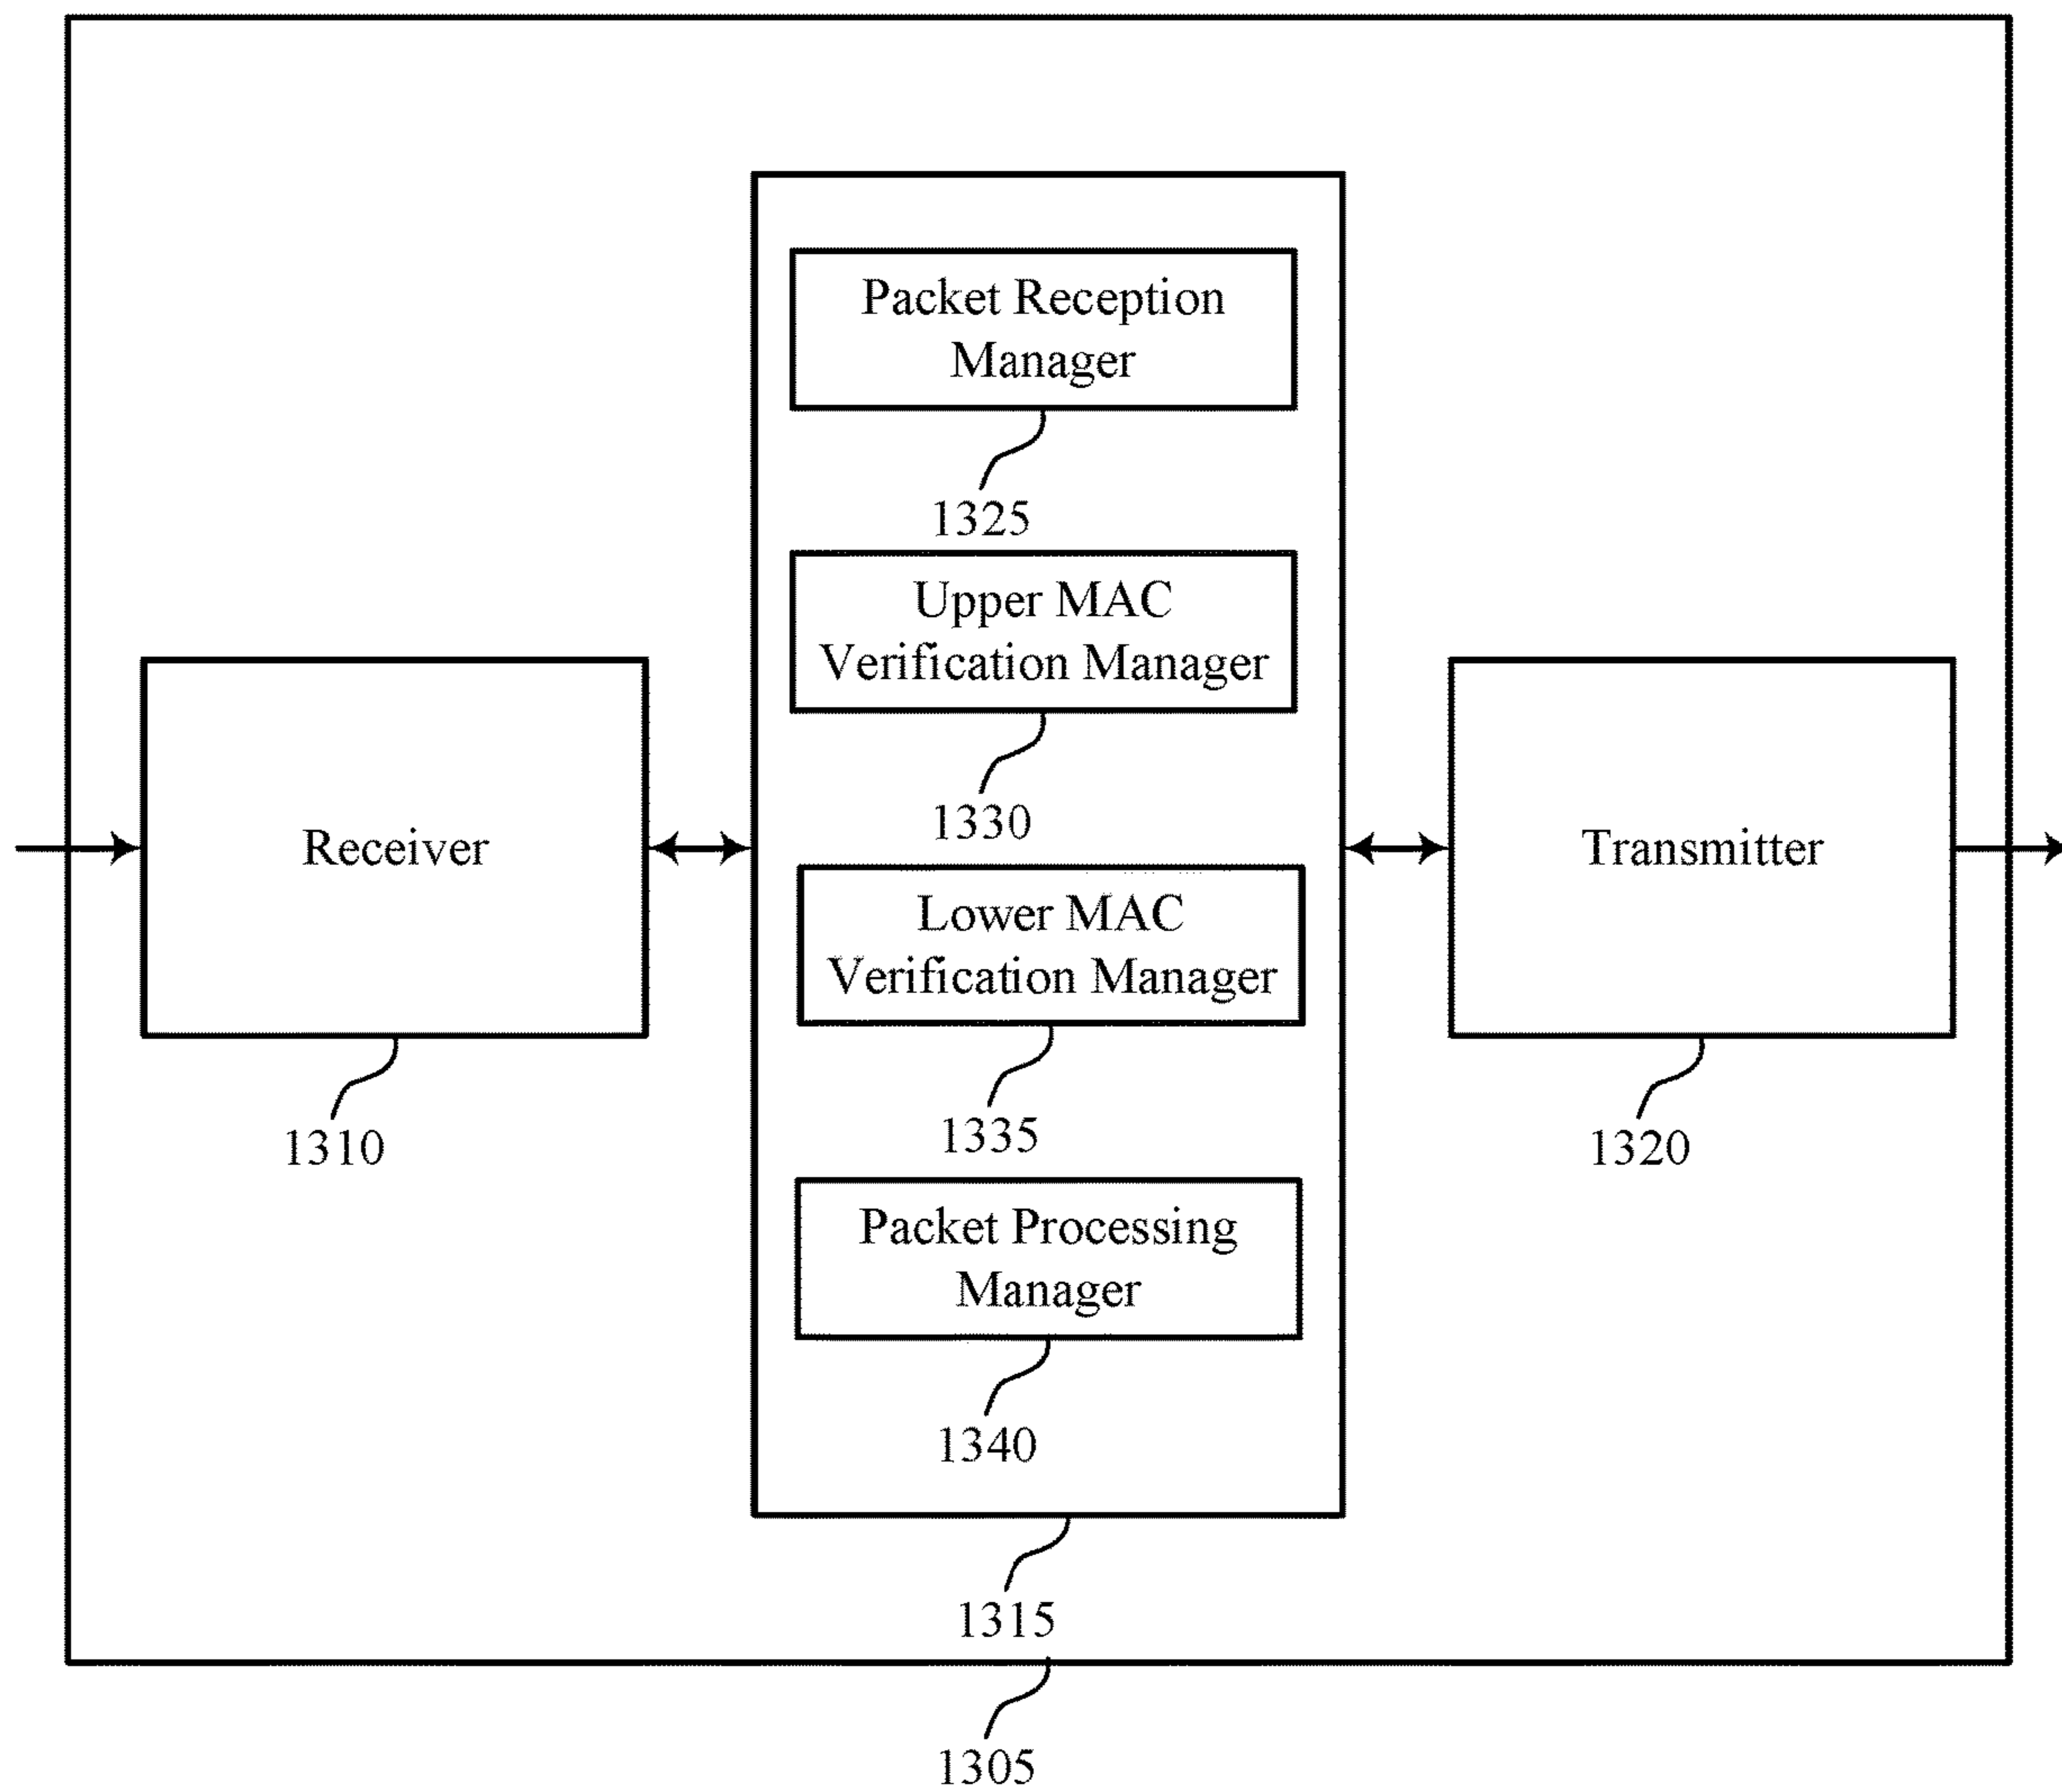 Packet Reception
Manager
1325
Upper MAC
Verification Manager
1330
Receiver
1310
Lower MAC
Verification Manager
1335
Transmitter
1320
Packet Processing
Manager
1340
1315
1305